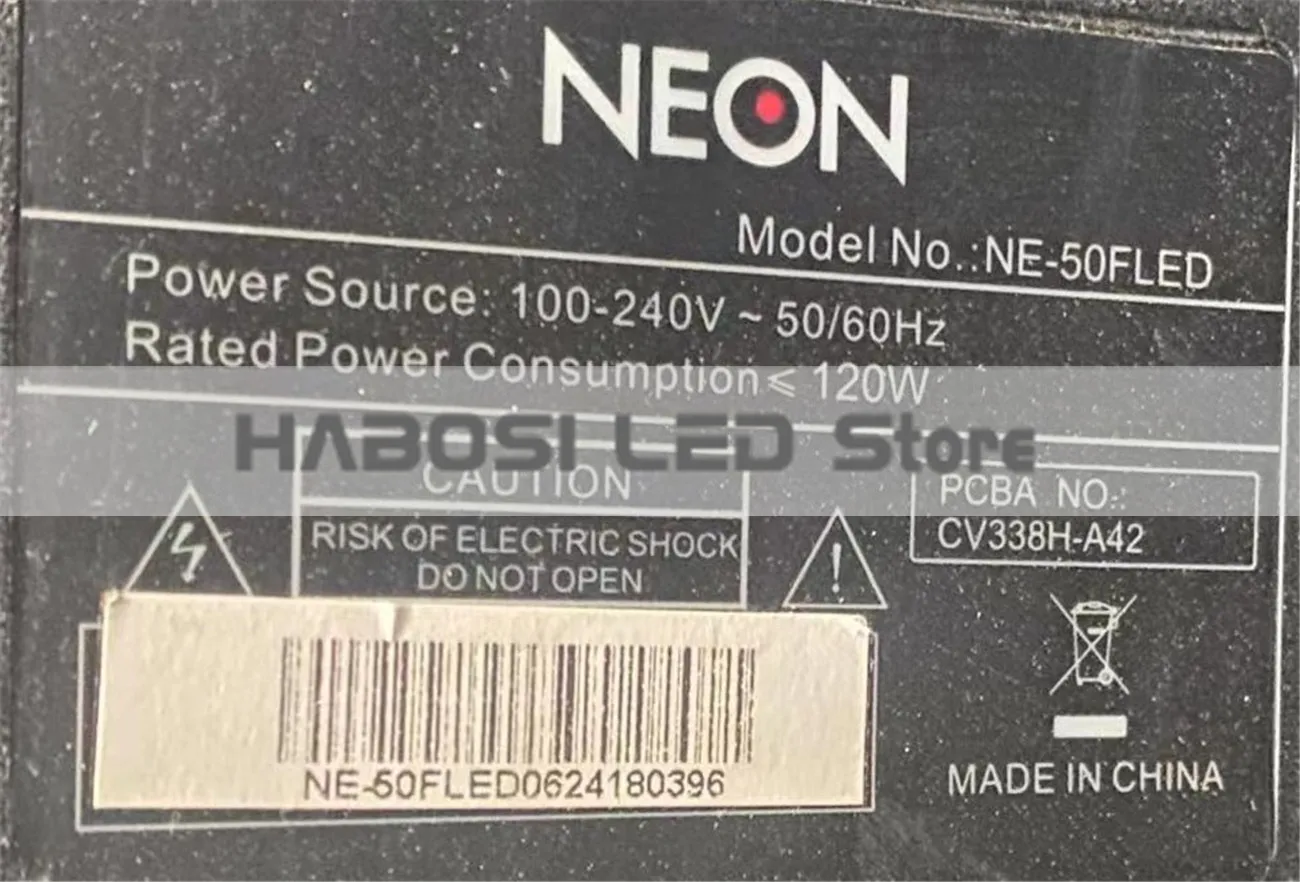 NEON
Model No.:NE-50FLED
Power Source: 100-240V ~ 50/60Hz
Rated Power Consumption⩽ 120W
HABOSI LED Store
CAUTION
RISK OF ELECTRIC SHOCK
DO NOT OPEN
PCBA NO.:
CV338H-A42
NE-50FLED0624180396
MADE IN CHINA